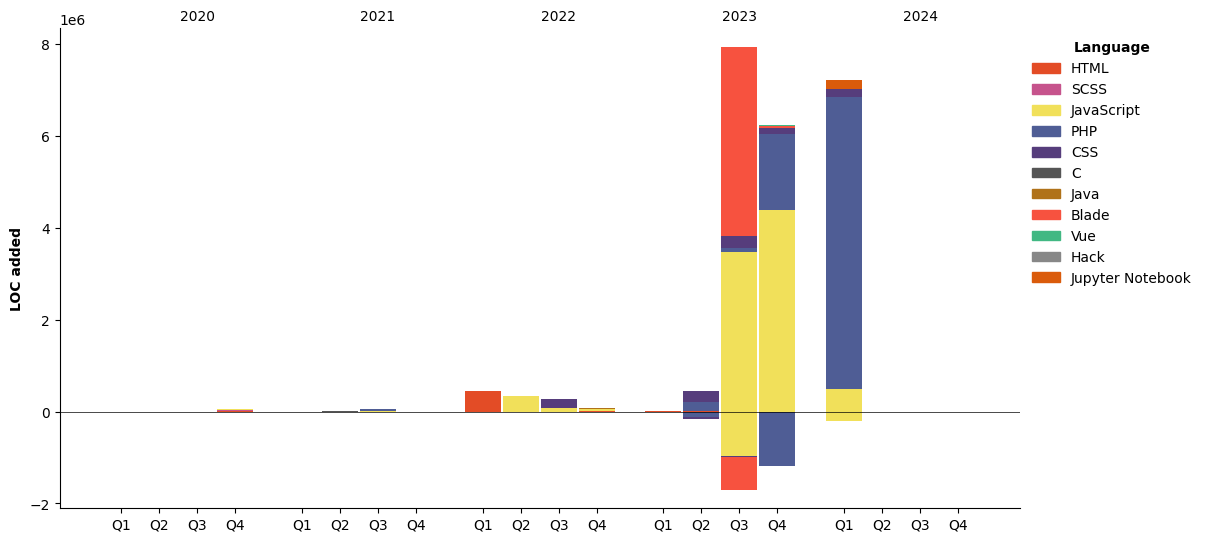 1e6
2020 2021 2022 2023 2024
Language
HTML
SCSS
JavaScript
PHP
CSS
C
Java
Blade
Vue
Hack
Jupyter Notebook
LOC added
8
6
4
2
0
−2
Q1 Q2 Q3 Q4 Q1 Q2 Q3 Q4 Q1 Q2 Q3 Q4 Q1 Q2 Q3 Q4 Q1 Q2 Q3 Q4